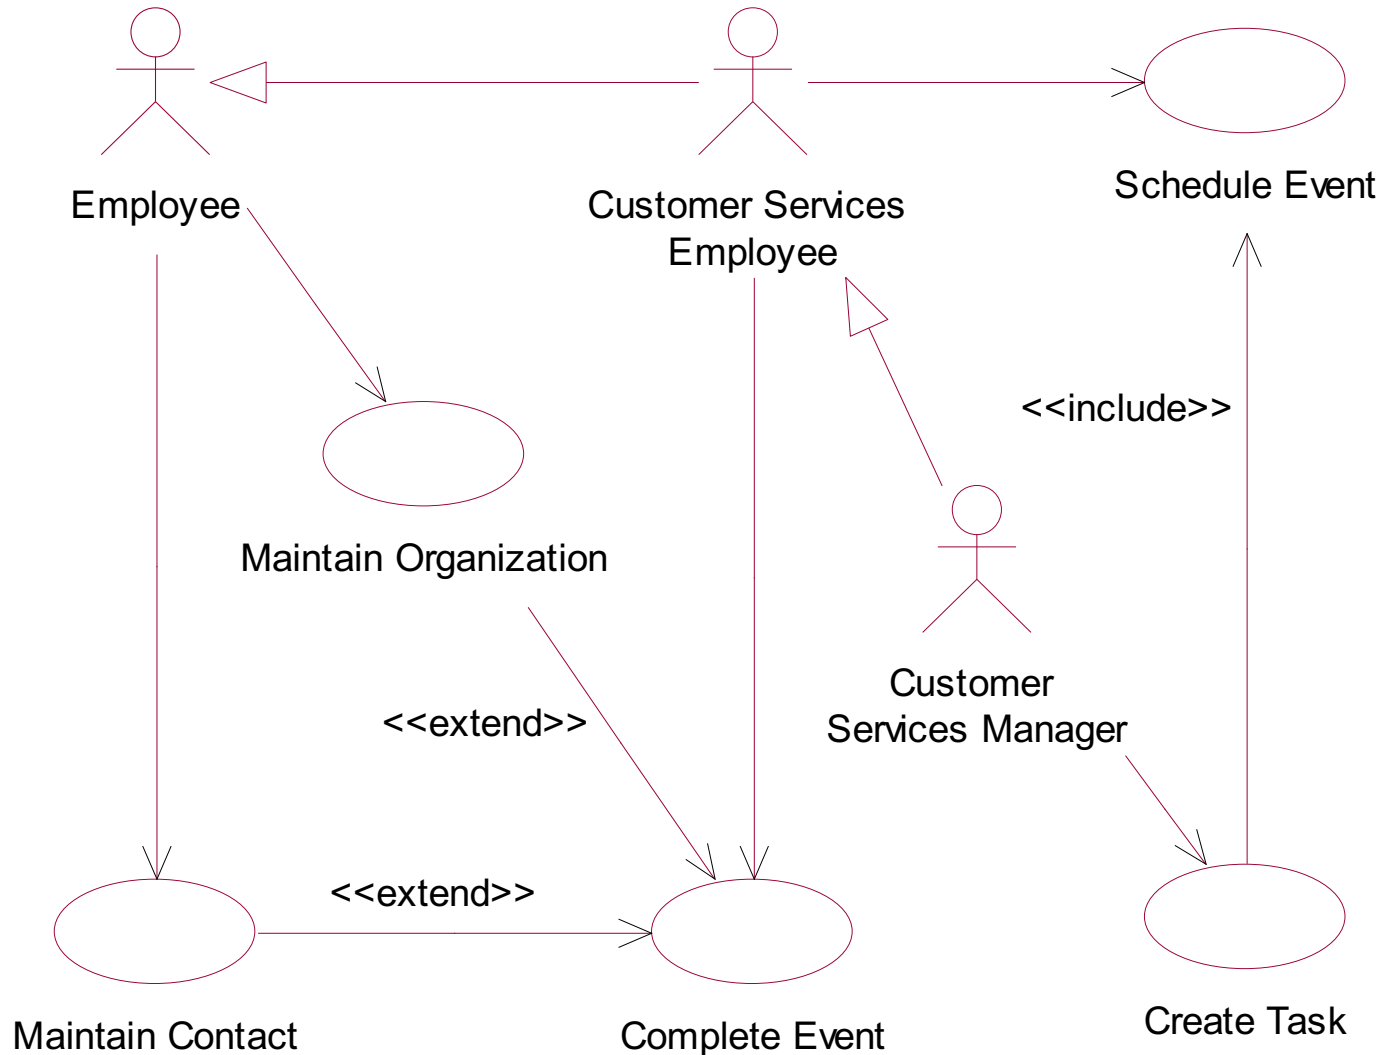 Employee
Customer Services
Employee
Schedule Event
<<include>>
Maintain Organization
Customer
Services Manager
<<extend>>
<<extend>>
Maintain Contact
Complete Event
Create Task